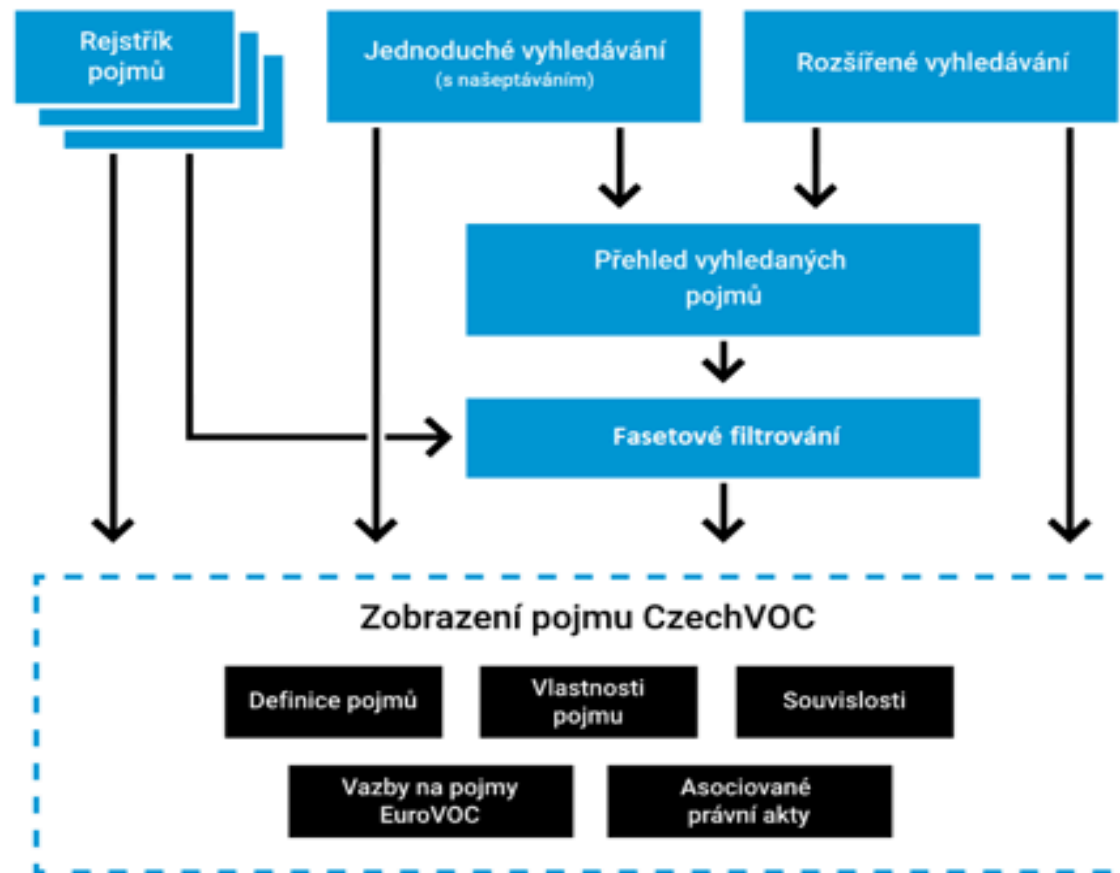 Rejstřík
pojmů
Jednoduché vyhledávání
(s našeptáváním)
Rozšířené vyhledávání
Přehled vyhledaných
pojmů
Fasetové filtrování
Zobrazení pojmu CzechVOC
Definice pojmů
Vlastnosti
pojmu
Souvislosti
Vazby na pojmy
EuroVOC
Asociované
právní akty